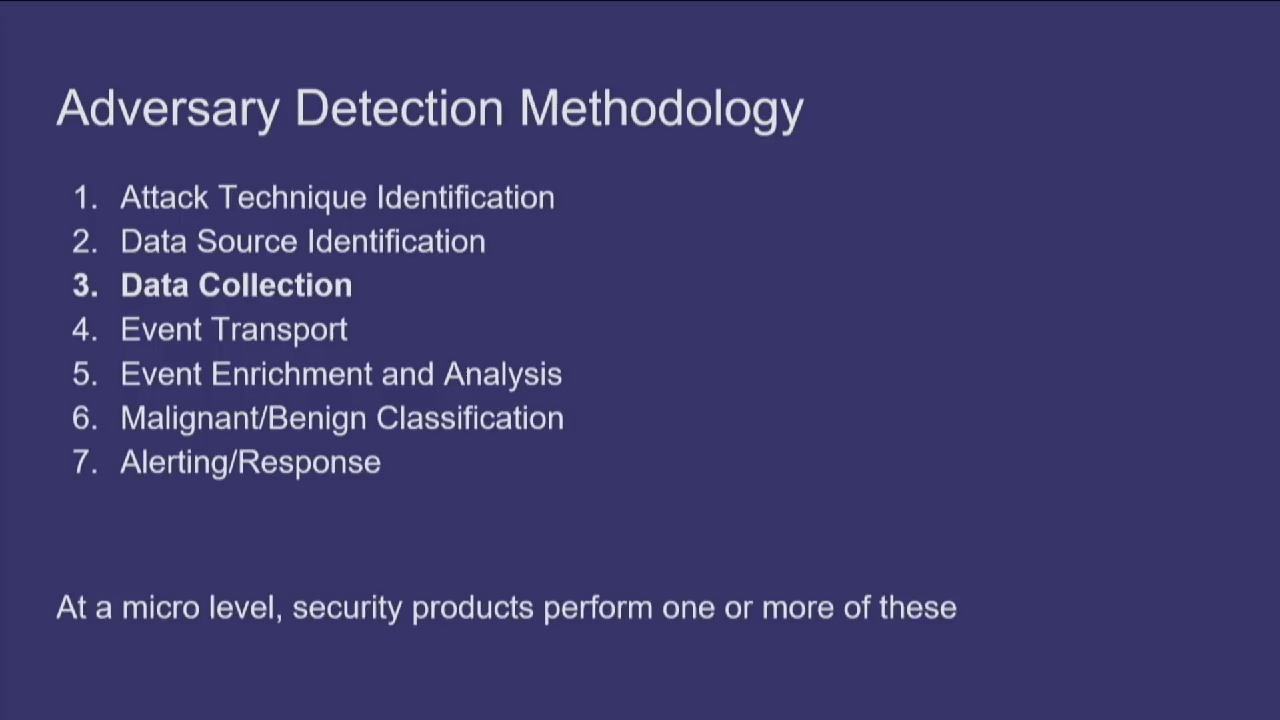 Adversary Detection Methodology
1. Attack Technique Identification
2. Data Source Identification
3. Data Collection
4. Event Transport
5. Event Enrichment and Analysis
6. Malignant/Benign Classification
7. Alerting/Response
At a micro level, security products perform one or more of these